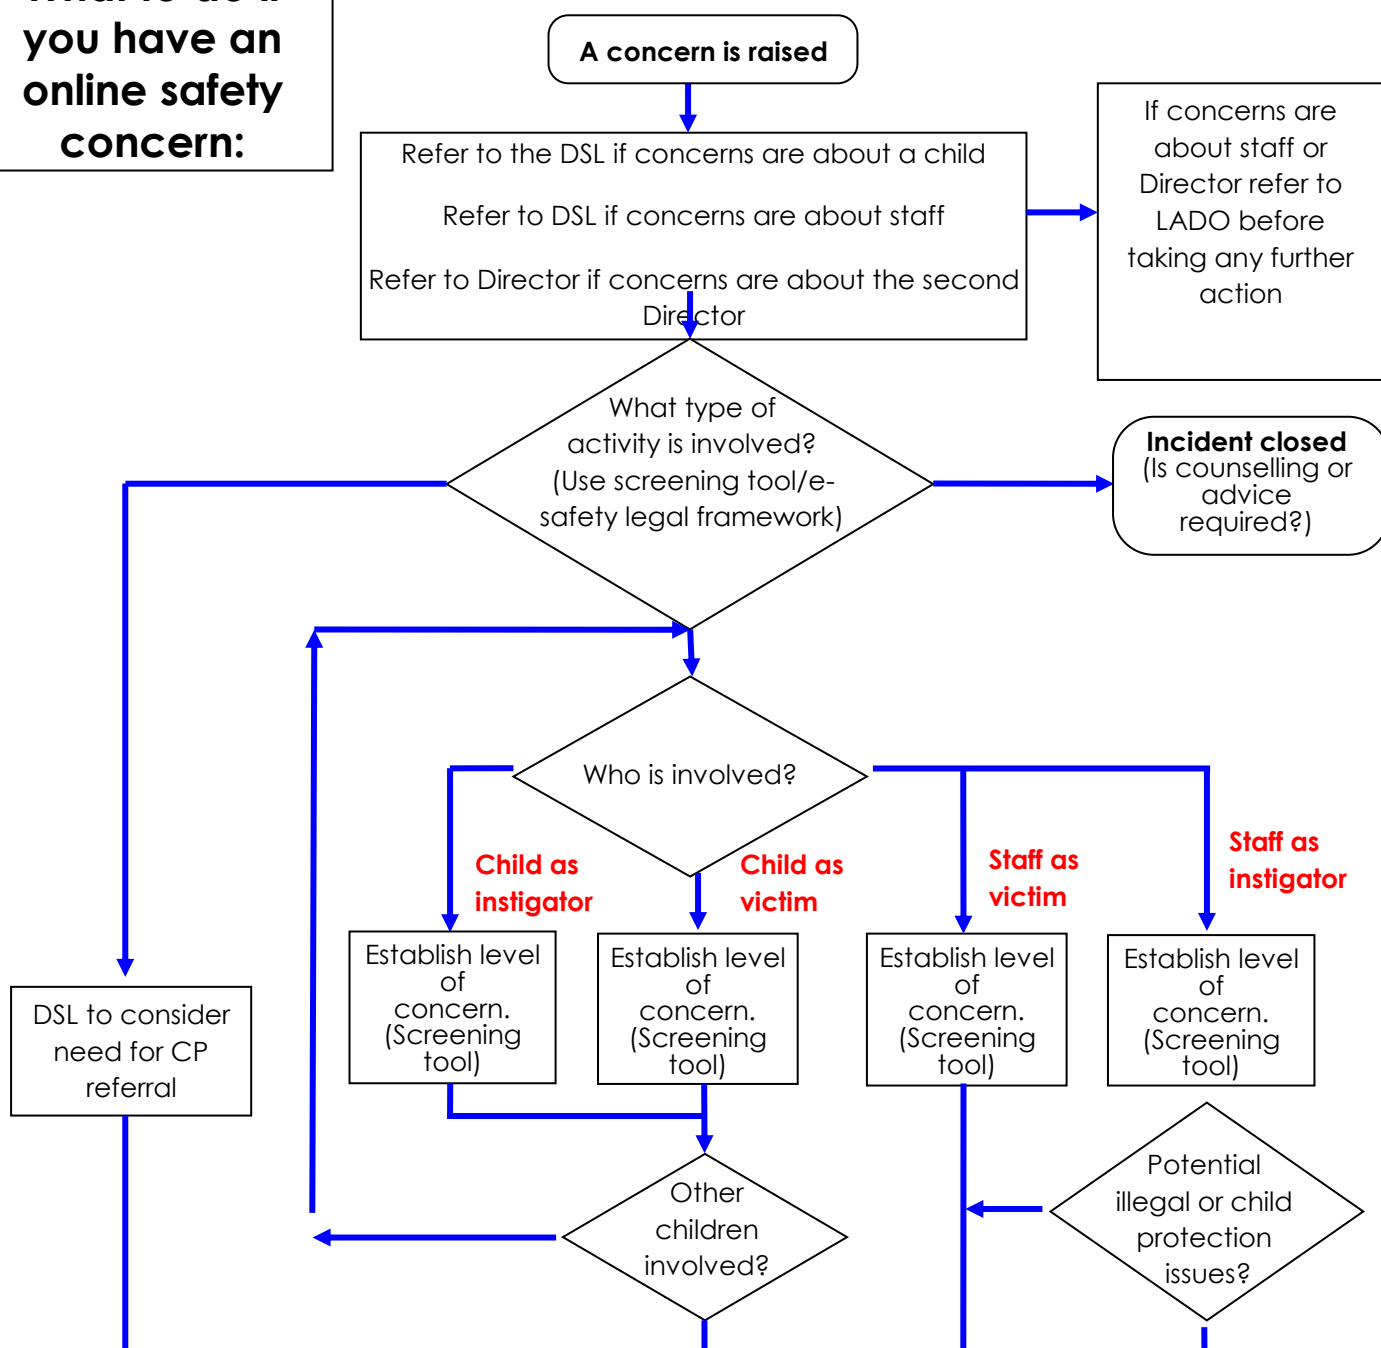 you have an
online safety
concern:
A concern is raised
Refer to the DSL if concerns are about a child
Refer to DSL if concerns are about staff
Refer to Director if concerns are about the second
Director
If concerns are
about staff or
Director refer to
LADO before
taking any further
action
What type of
activity is involved?
(Use screening tool/e-
safety legal framework)
Incident closed
(Is counselling or
advice
required?)
Who is involved?
Child as
instigator
Child as
victim
Staff as
victim
Staff as
instigator
Establish level
of
concern.
(Screening
tool)
Establish level
of
concern.
(Screening
tool)
Establish level
of
concern.
(Screening
tool)
Establish level
of
concern.
(Screening
tool)
DSL to consider
need for CP
referral
Other
children
involved?
Potential
illegal or child
protection
issues?